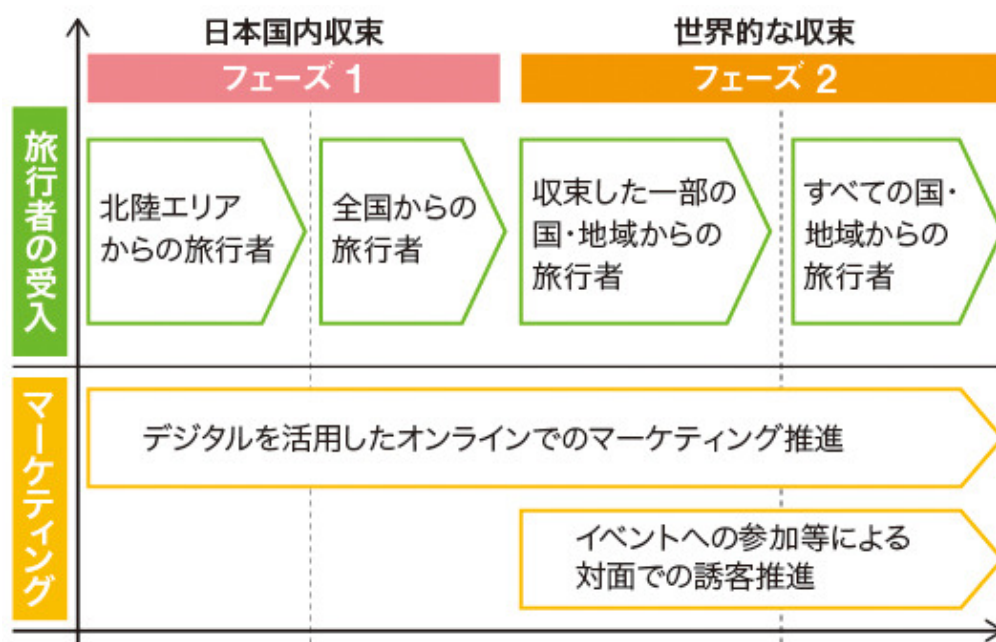 日本国内収束
世界的な収束
フェーズ 1
フェーズ 2
旅行者の受入
北陸エリア
からの旅行者
全国からの
旅行者
収束した一部の
国・地域からの
旅行者
すべての国・
地域からの
旅行者
マーケティング
デジタルを活用したオンラインでのマーケティング推進
イベントへの参加等による
対面での誘客推進